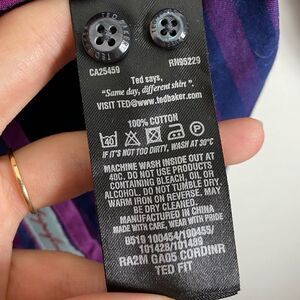 CA25459 RN95229
Ted says,
"Same day, different shirt".
VISIT TED@www.tedbaker.com
100% COTTON
40
IF IT'S NOT TOO DIRTY, WASH AT 30°C
MACHINE WASH INSIDE OUT AT
40C. DO NOT USE PRODUCTS
CONTAINING BLEACH, OIL OR
ALCOHOL. DO NOT TUMBLE DRY.
WARM IRON ON REVERSE. MAY
BE DRY CLEANED.
MANUFACTURED IN CHINA
MADE WITH CARE, WEAR WITH PRIDE
0519 100454/100455/
101428/101489
RA2M GA05 CORDINR
TED FIT